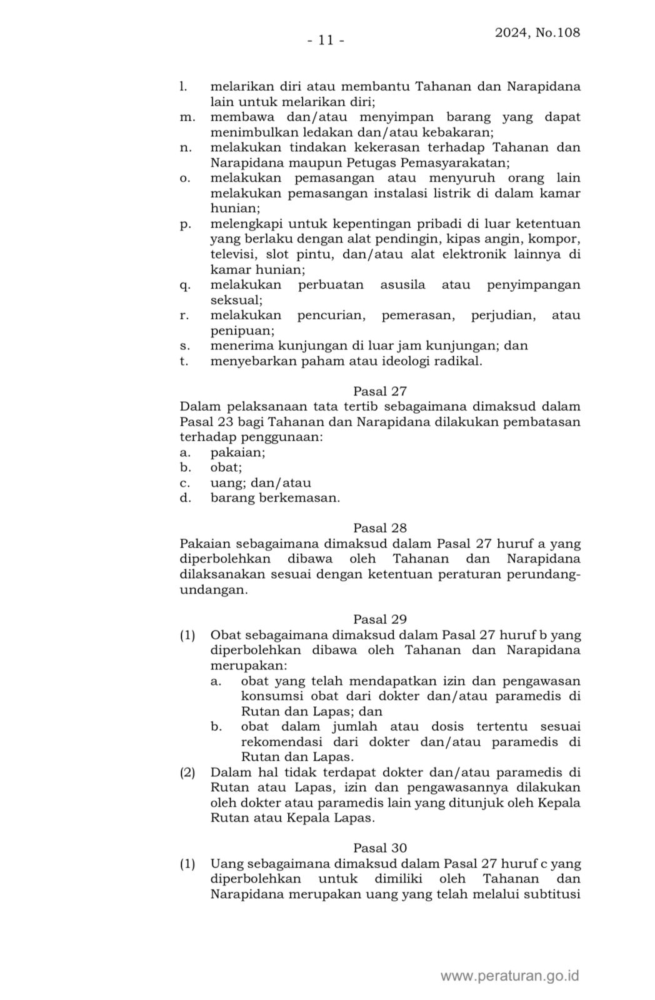 2024, No.108
- 11 -
l. melarikan diri atau membantu Tahanan dan Narapidana
lain untuk melarikan diri;
m. membawa dan/atau menyimpan barang yang dapat
menimbulkan ledakan dan/atau kebakaran;
n. melakukan tindakan kekerasan terhadap Tahanan dan
Narapidana maupun Petugas Pemasyarakatan;
o. melakukan pemasangan atau menyuruh orang lain
melakukan pemasangan instalasi listrik di dalam kamar
hunian;
p. melengkapi untuk kepentingan pribadi di luar ketentuan
yang berlaku dengan alat pendingin, kipas angin, kompor,
televisi, slot pintu, dan/atau alat elektronik lainnya di
kamar hunian;
q. melakukan perbuatan asusila atau penyimpangan
seksual;
r. melakukan pencurian, pemerasan, perjudian, atau
penipuan;
s. menerima kunjungan di luar jam kunjungan; dan
t. menyebarkan paham atau ideologi radikal.
Pasal 27
Dalam pelaksanaan tata tertib sebagaimana dimaksud dalam
Pasal 23 bagi Tahanan dan Narapidana dilakukan pembatasan
terhadap penggunaan:
a. pakaian;
b. obat;
c. uang; dan/atau
d. barang berkemasan.
Pasal 28
Pakaian sebagaimana dimaksud dalam Pasal 27 huruf a yang
diperbolehkan dibawa oleh Tahanan dan Narapidana
dilaksanakan sesuai dengan ketentuan peraturan perundang-
undangan.
Pasal 29
(1) Obat sebagaimana dimaksud dalam Pasal 27 huruf b yang
diperbolehkan dibawa oleh Tahanan dan Narapidana
merupakan:
a. obat yang telah mendapatkan izin dan pengawasan
konsumsi obat dari dokter dan/atau paramedis di
Rutan dan Lapas; dan
b. obat dalam jumlah atau dosis tertentu sesuai
rekomendasi dari dokter dan/atau paramedis di
Rutan dan Lapas.
(2) Dalam hal tidak terdapat dokter dan/atau paramedis di
Rutan atau Lapas, izin dan pengawasannya dilakukan
oleh dokter atau paramedis lain yang ditunjuk oleh Kepala
Rutan atau Kepala Lapas.
Pasal 30
(1) Uang sebagaimana dimaksud dalam Pasal 27 huruf c yang
diperbolehkan untuk dimiliki oleh Tahanan dan
Narapidana merupakan uang yang telah melalui subtitusi
www.peraturan.go.id